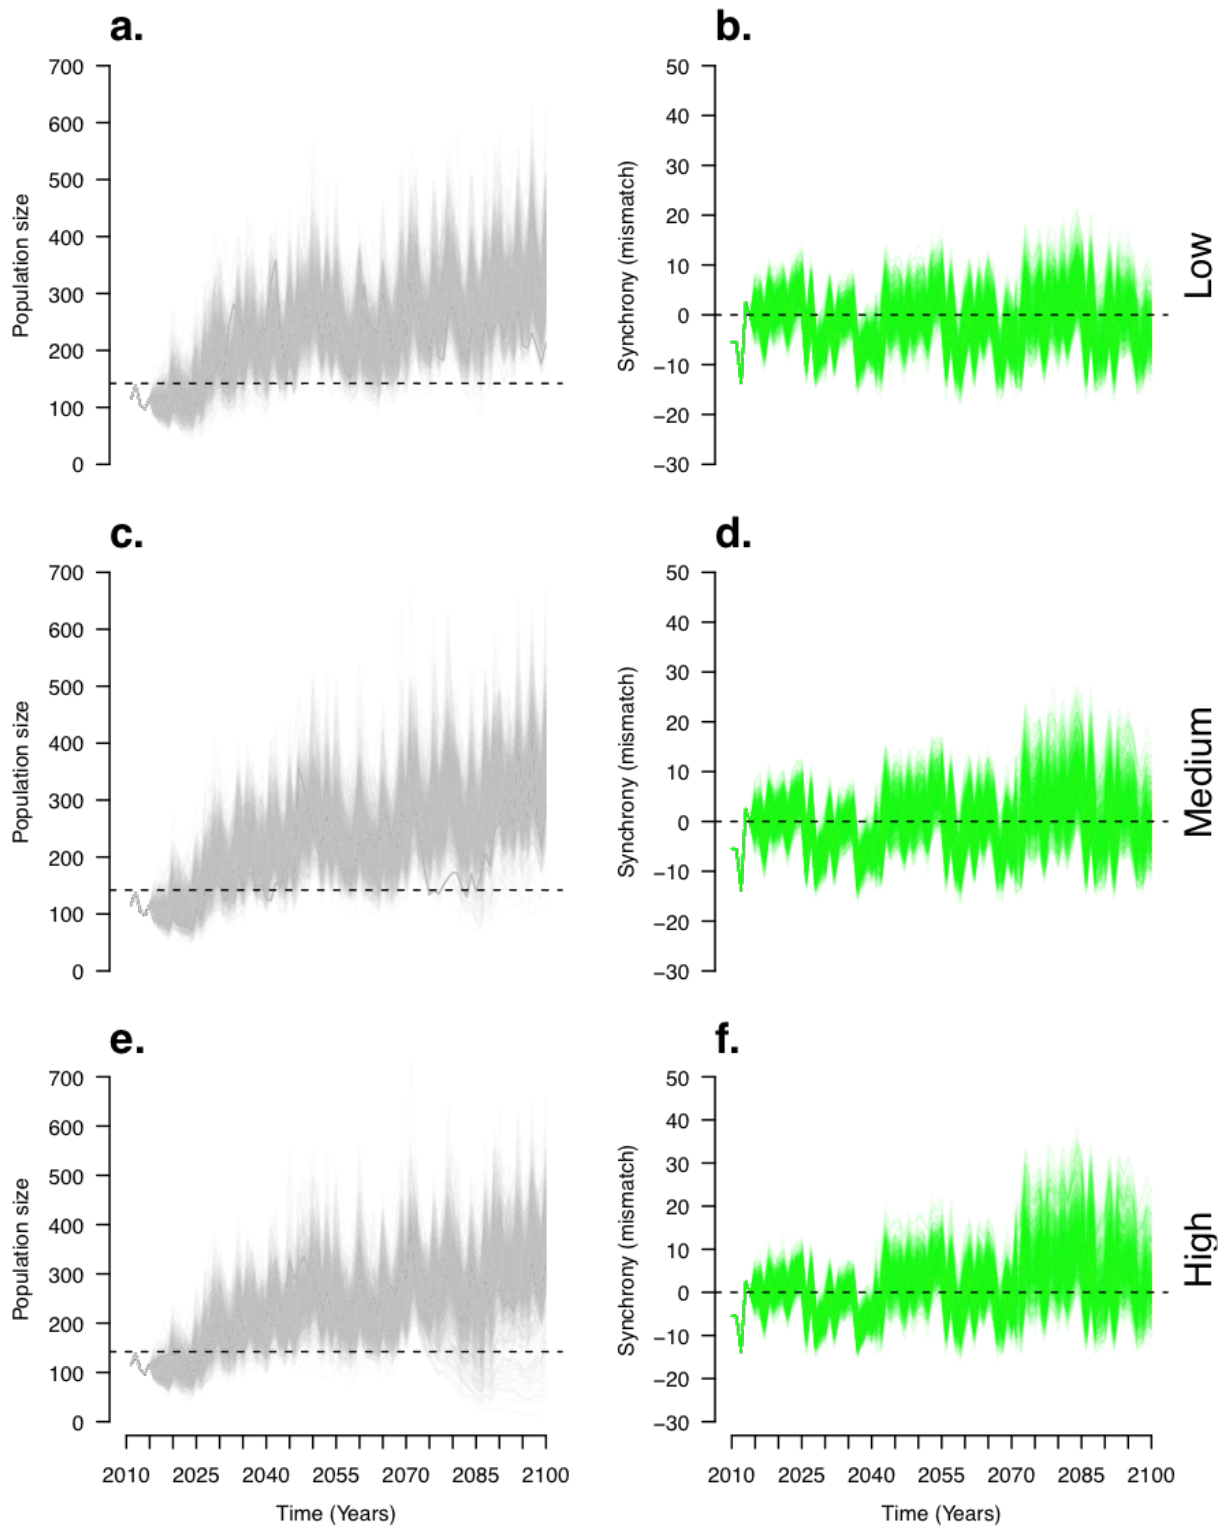 a.
700
600
500
400
300
200
100
0
Population size
b.
50
40
30
20
10
0
−10
−20
−30
Synchrony (mismatch)
Low
c.
700
600
500
400
300
200
100
0
Population size
d.
50
40
30
20
10
0
−10
−20
−30
Synchrony (mismatch)
Medium
e.
700
600
500
400
300
200
100
0
Population size
2010 2025 2040 2055 2070 2085 2100
Time (Years)
f.
50
40
30
20
10
0
−10
−20
−30
Synchrony (mismatch)
2010 2025 2040 2055 2070 2085 2100
Time (Years)
High